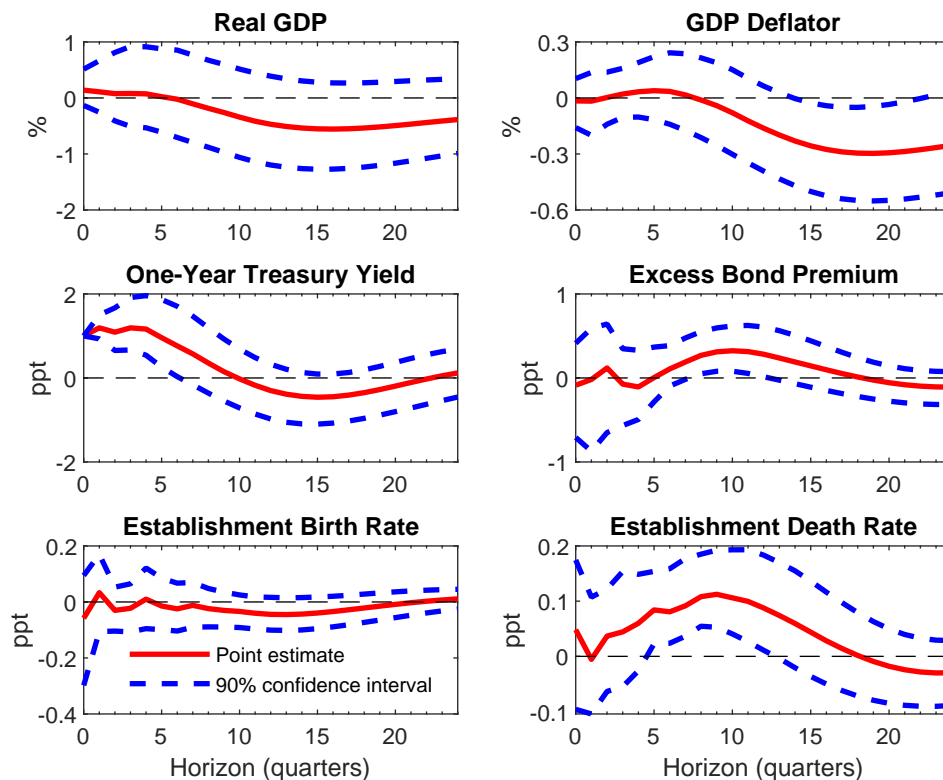 Real GDP
GDP Deflator
1
0
-1
-2
%
0 5 10 15 20
0.3
0
-0.3
-0.6
%
0 5 10 15 20
One-Year Treasury Yield
Excess Bond Premium
2
0
-2
ppt
0 5 10 15 20
1
0
-1
ppt
0 5 10 15 20
Establishment Birth Rate
Establishment Death Rate
0.2
0
-0.2
-0.4
ppt
Point estimate
90% confidence interval
0 5 10 15 20
Horizon (quarters)
0.2
0.1
0
-0.1
ppt
0 5 10 15 20
Horizon (quarters)